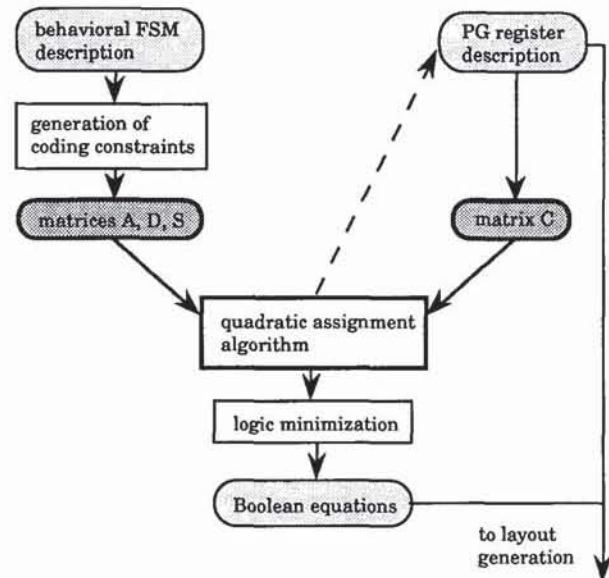 behavioral FSM
description
PG register
description
generation of
coding constraints
matrices A, D, S
matrix C
quadratic assignment
algorithm
logic minimization
Boolean equations
to layout
generation